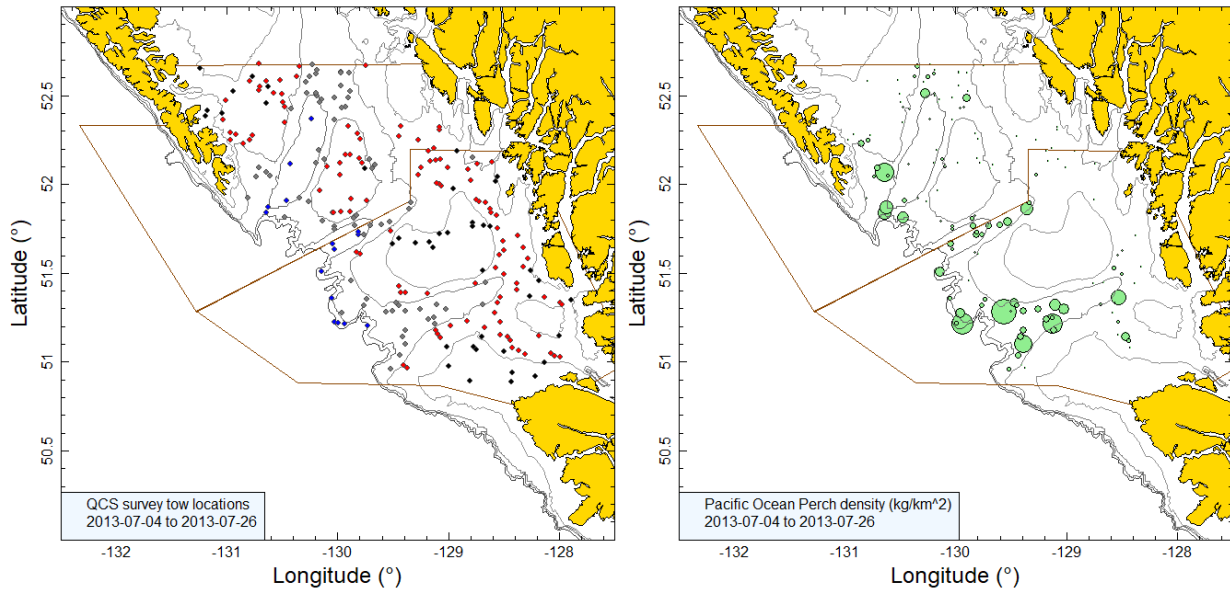 52.5
52
51.5
51
50.5
Latitude (°)
QCS survey tow locations
2013-07-04 to 2013-07-26
-132
-131
-130
-129
-128
Longitude (°)
52.5
52
51.5
51
50.5
Latitude (°)
Pacific Ocean Perch density (kg/km^2)
2013-07-04 to 2013-07-26
-132
-131
-130
-129
-128
Longitude (°)